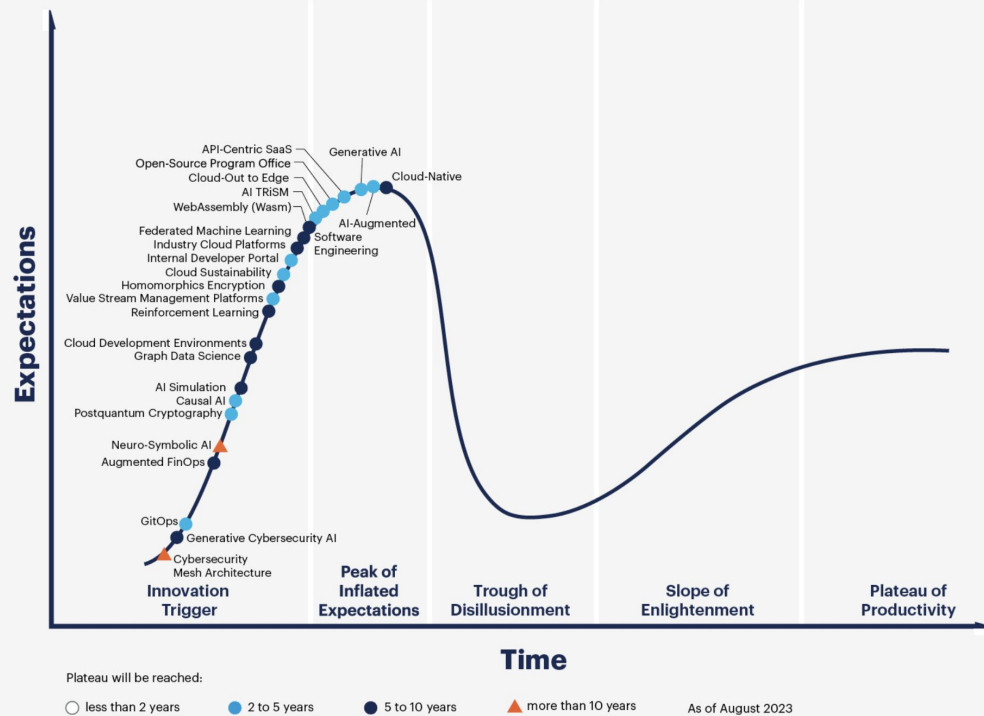 API-Centric SaaS
Generative AI
Open-Source Program Office
Cloud-Out to Edge
Cloud-Native
AI TRiSM
WebAssembly (Wasm)
AI-Augmented
Software
Engineering
Federated Machine Learning
Industry Cloud Platforms
Internal Developer Portal
Cloud Sustainability
Homomorphics Encryption
Value Stream Management Platforms
Reinforcement Learning
Cloud Development Environments
Graph Data Science
AI Simulation
Causal AI
Postquantum Cryptography
Neuro-Symbolic AI
Augmented FinOps
GitOps
Generative Cybersecurity AI
Cybersecurity
Mesh Architecture
Expectations
Innovation
Trigger
Peak of
Inflated
Expectations
Trough of
Disillusionment
Slope of
Enlightenment
Plateau of
Productivity
Time
Plateau will be reached:
less than 2 years
2 to 5 years
5 to 10 years
more than 10 years
As of August 2023